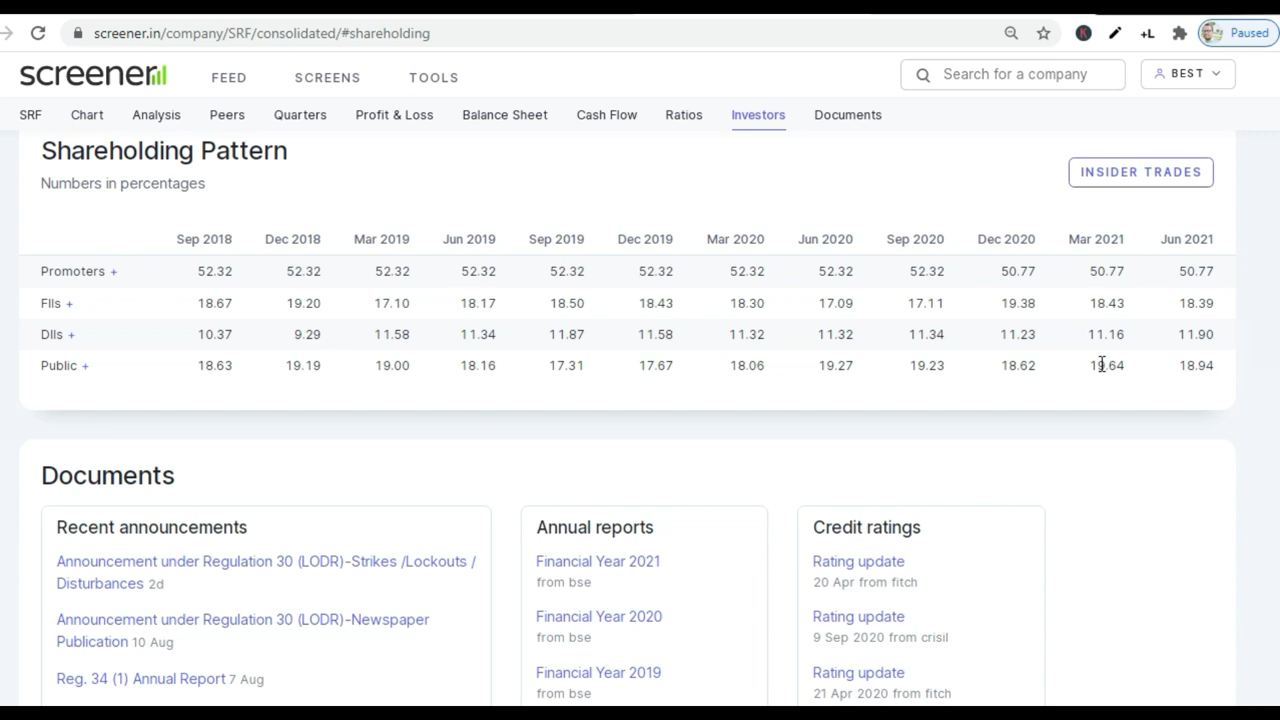 screener.in/company/SRF/consolidated/#shareholding
K
+L
Paused
screener
FEED SCREENS TOOLS
Search for a company
BEST
SRF Chart Analysis Peers Quarters Profit & Loss Balance Sheet Cash Flow Ratios Investors Documents
Shareholding Pattern
Numbers in percentages
INSIDER TRADES
Sep 2018 Dec 2018 Mar 2019 Jun 2019 Sep 2019 Dec 2019 Mar 2020 Jun 2020 Sep 2020 Dec 2020 Mar 2021 Jun 2021
Promoters + 52.32 52.32 52.32 52.32 52.32 52.32 52.32 52.32 52.32 50.77 50.77 50.77
FIIs + 18.67 19.20 17.10 18.17 18.50 18.43 18.30 17.09 17.11 19.38 18.43 18.39
DIIs + 10.37 9.29 11.58 11.34 11.87 11.58 11.32 11.32 11.34 11.23 11.16 11.90
Public + 18.63 19.19 19.00 18.16 17.31 17.67 18.06 19.27 19.23 18.62 19.64 18.94
Documents
Recent announcements
Announcement under Regulation 30 (LODR)-Strikes /Lockouts /
Disturbances 2d
Announcement under Regulation 30 (LODR)-Newspaper
Publication 10 Aug
Reg. 34 (1) Annual Report 7 Aug
Annual reports
Financial Year 2021
from bse
Financial Year 2020
from bse
Financial Year 2019
from bse
Credit ratings
Rating update
20 Apr from fitch
Rating update
9 Sep 2020 from crisil
Rating update
21 Apr 2020 from fitch